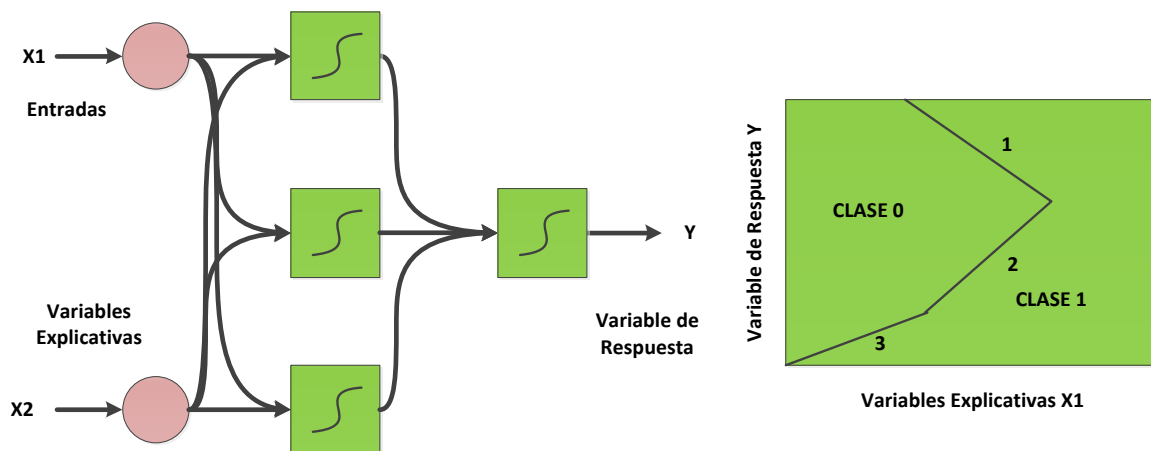 X1
Entradas
Variables
Explicativas
X2
Y
Variable de
Respuesta
Variable de Respuesta Y
1
CLASE 0
2
CLASE 1
3
Variables Explicativas X1